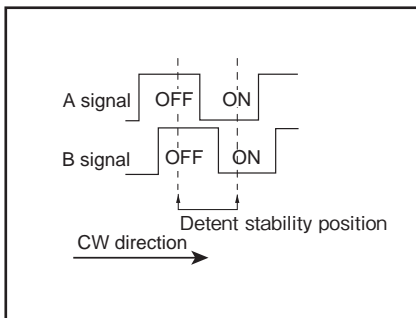 A signal OFF ON
B signal OFF ON
Detent stability position
CW direction